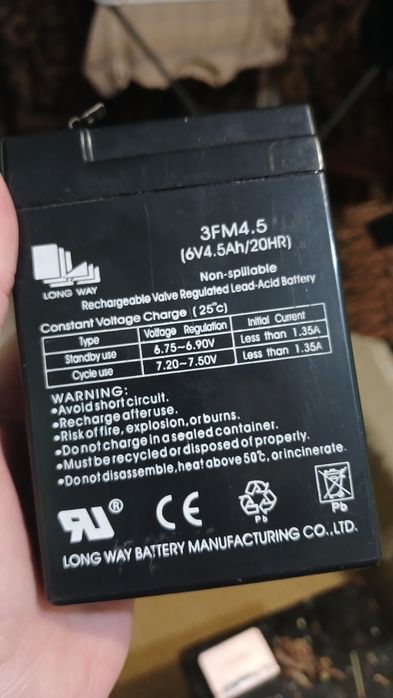 3FM4.5
(6V4.5Ah/20HR)
LONG WAY
Non-spillable
Rechargeable Valve Regulated Lead-Acid Battery
Constant Voltage Charge (25℃)
Type Voltage Regulation Initial Current
Standby use 6.75~6.90V Less than 1.35A
Cycle use 7.20~7.50V Less than 1.35A
WARNING:
•Avoid short circuit.
•Recharge after use.
•Risk of fire, explosion, or burns.
•Do not charge in a sealed container.
•Must be recycled or disposed of properly.
•Do not disassemble, heat above 50℃, or incinerate.
RU® CE Pb Pb
LONG WAY BATTERY MANUFACTURING CO.,LTD.